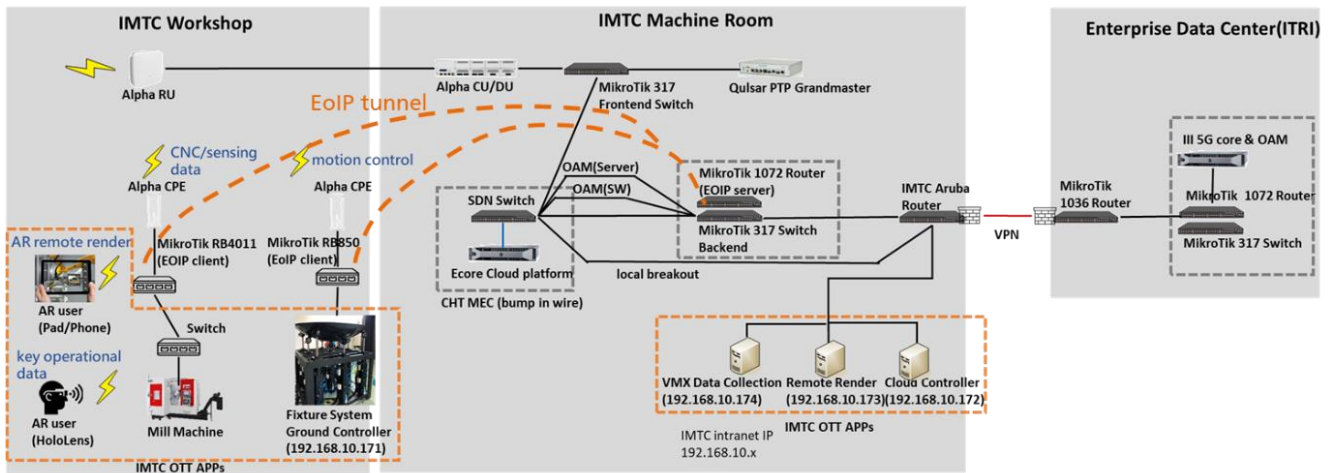 IMTC Workshop
IMTC Machine Room
Enterprise Data Center(ITRI)
Alpha RU
Alpha CU/DU
MikroTik 317
Frontend Switch
Qulsar PTP Grandmaster
EoIP tunnel
CNC/sensing
data
motion control
Alpha CPE
Alpha CPE
OAM(Server)
OAM(SW)
SDN Switch
MikroTik 1072 Router
(EOIP server)
MikroTik 317 Switch
Backend
IMTC Aruba
Router
VPN
MikroTik
1036 Router
III 5G core & OAM
MikroTik 1072 Router
MikroTik 317 Switch
AR remote render
MikroTik RB4011
(EOIP client)
MikroTik RB850
(EoIP client)
Ecore Cloud platform
CHT MEC (bump in wire)
local breakout
AR user
(Pad/Phone)
Switch
key operational
data
AR user
(HoloLens)
Mill Machine
Fixture System
Ground Controller
(192.168.10.171)
IMTC OTT APPs
VMX Data Collection
(192.168.10.174)
Remote Render
(192.168.10.173)
Cloud Controller
(192.168.10.172)
IMTC OTT APPs
IMTC intranet IP
192.168.10.x